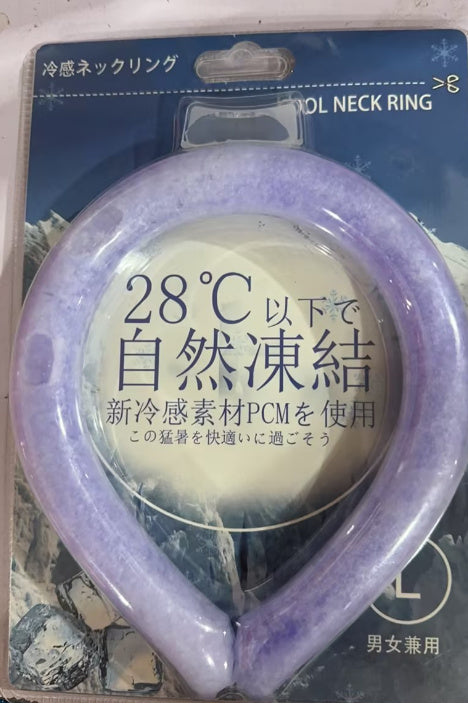 冷感ネックリング
OOL NECK RING
28℃以下で
自然凍結
新冷感素材PCMを使用
この猛暑を快適いに過ごそう
L
男女兼用